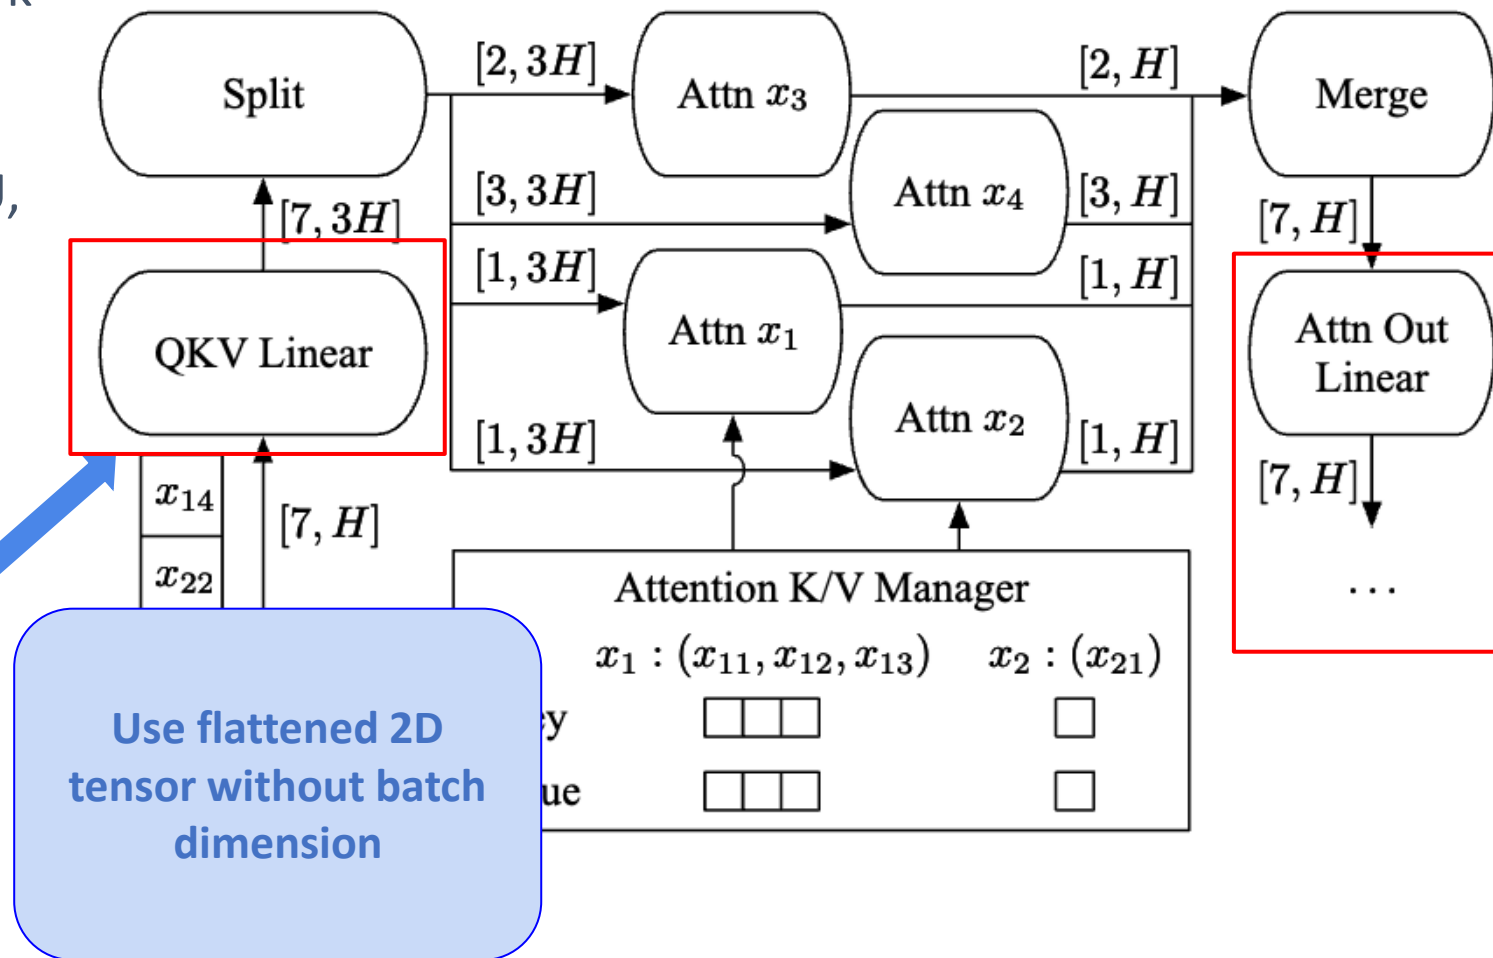 Split
[2, 3H]
Attn x₃
[2, H]
Merge
[3, 3H]
Attn x₄
[3, H]
[7, 3H]
[7, H]
[1, 3H]
Attn x₁
[1, H]
QKV Linear
Attn Out
Linear
[1, 3H]
Attn x₂
[1, H]
[7, H]
x₁₄
[7, H]
x₂₂
...
Attention K/V Manager
x₁ : (x₁₁, x₁₂, x₁₃) x₂ : (x₂₁)
Use flattened 2D
tensor without batch
dimension